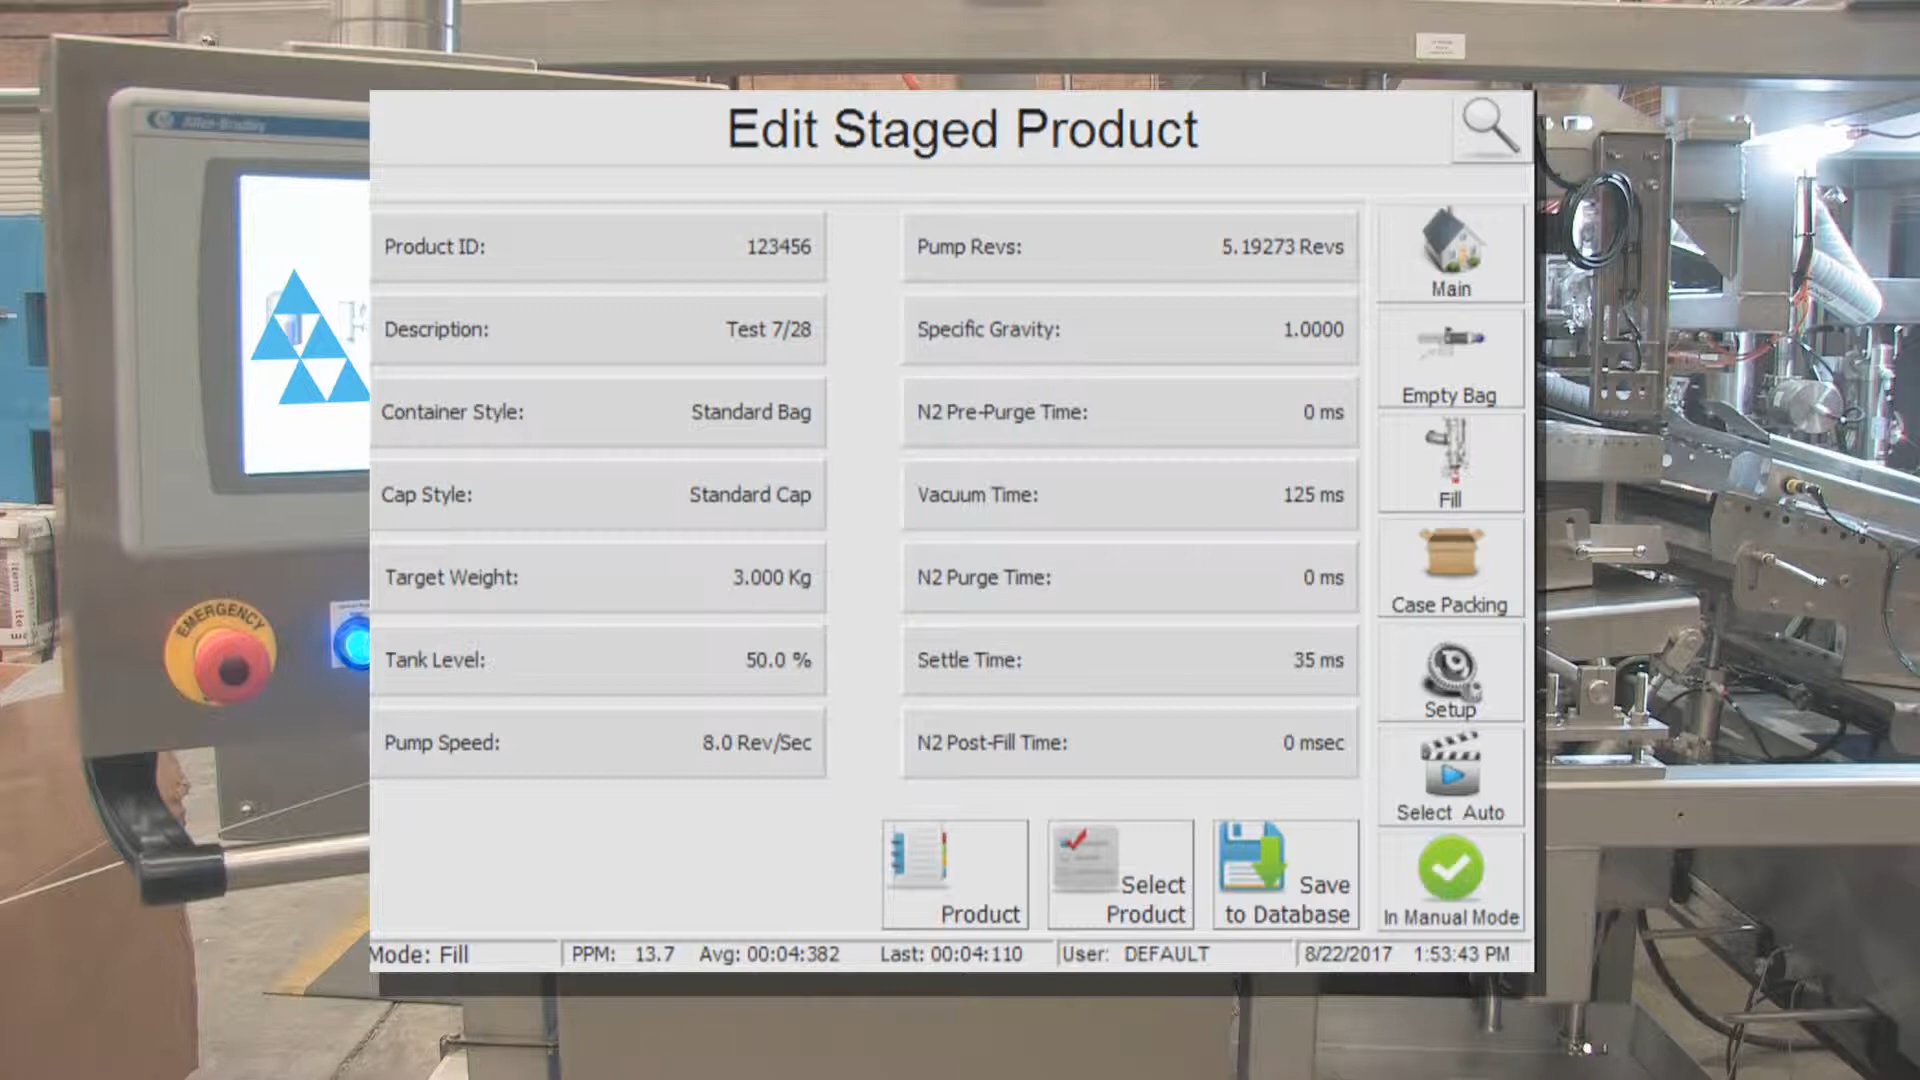 Allen-Bradley
Edit Staged Product
Product ID: 123456
Description: Test 7/28
Container Style: Standard Bag
Cap Style: Standard Cap
Target Weight: 3.000 Kg
Tank Level: 50.0 %
Pump Speed: 8.0 Rev/Sec
Pump Revs: 5.19273 Revs
Specific Gravity: 1.0000
N2 Pre-Purge Time: 0 ms
Vacuum Time: 125 ms
N2 Purge Time: 0 ms
Settle Time: 35 ms
N2 Post-Fill Time: 0 msec
Main
Empty Bag
Fill
Case Packing
Setup
Select Auto
In Manual Mode
Product
Select
Product
Save
to Database
Mode: Fill PPM: 13.7 Avg: 00:04:382 Last: 00:04:110 User: DEFAULT 8/22/2017 1:53:43 PM
EMERGENCY
item